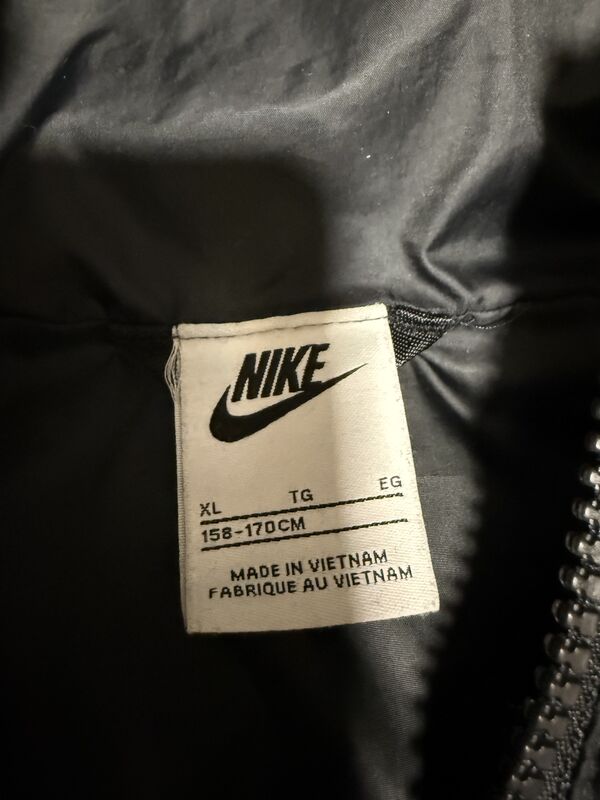 NIKE
XL TG EG
158-170CM
MADE IN VIETNAM
FABRIQUE AU VIETNAM